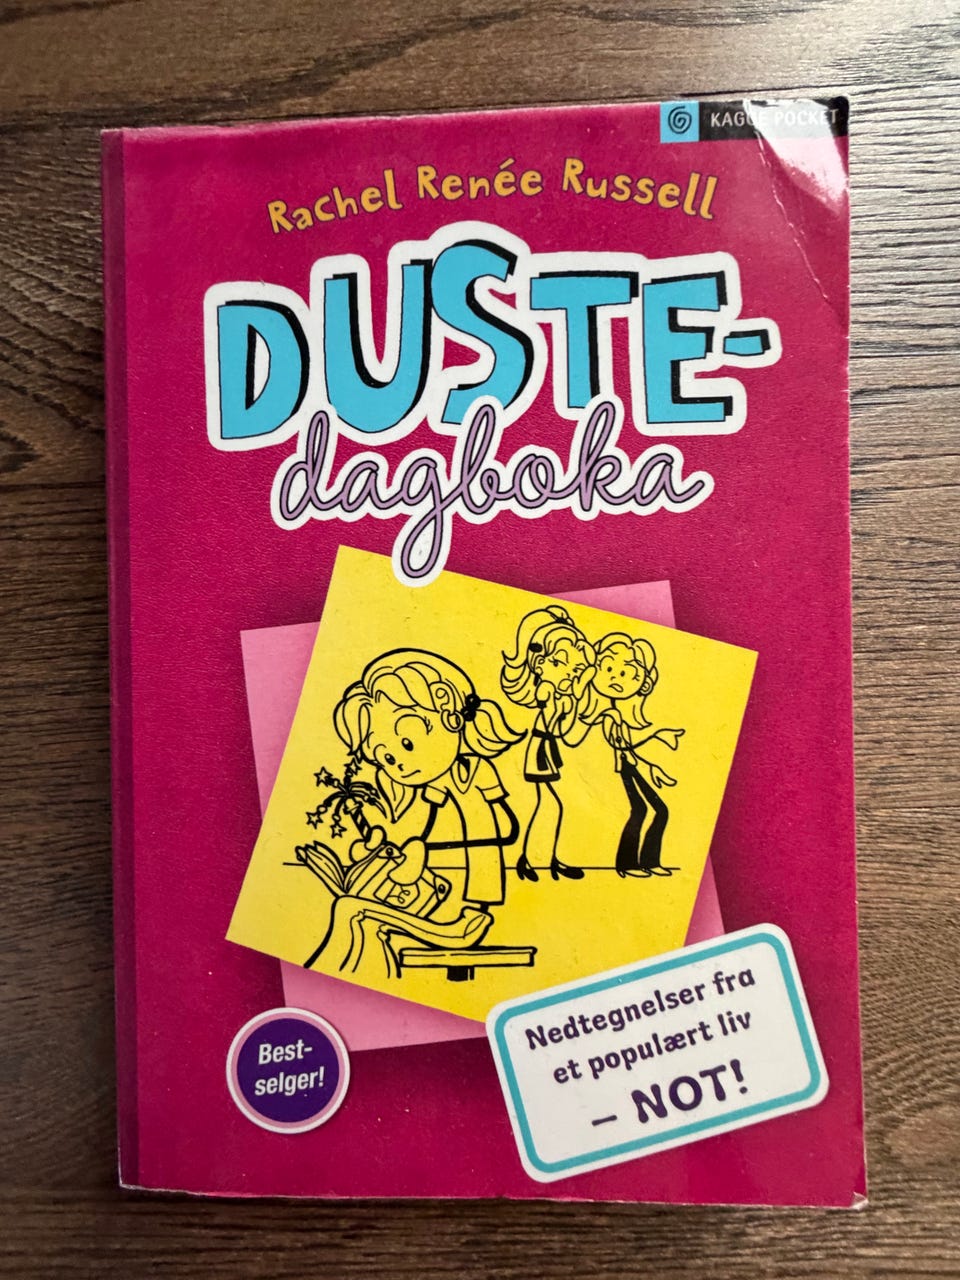 KAGGE POCKET
Rachel Renée Russell
DUSTE-
dagboka
Best-
selger!
Nedtegnelser fra
et populært liv
– NOT!